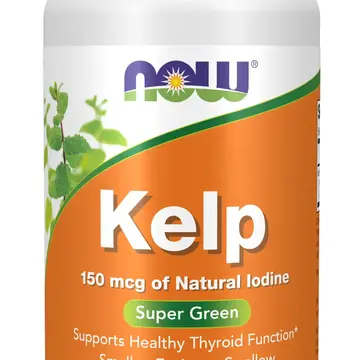 NOW®
Kelp
150 mcg of Natural Iodine
Super Green
Supports Healthy Thyroid Function*